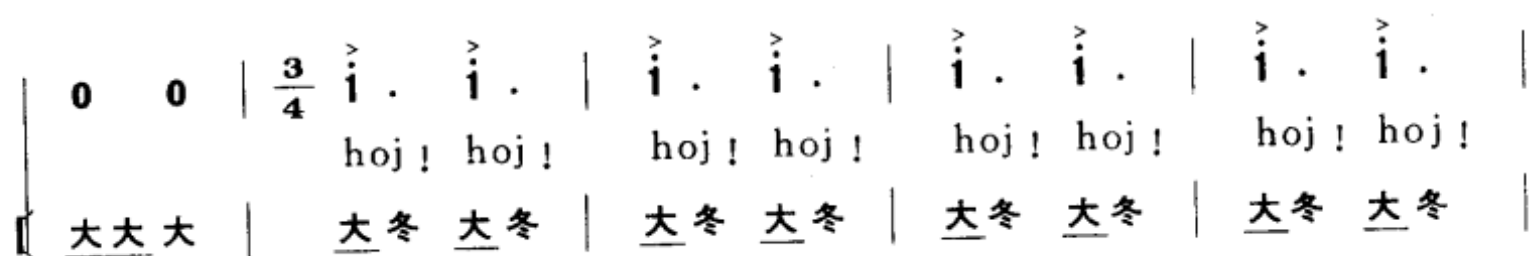 0 0 | 3/4 i̇ . i̇ . | i̇ . i̇ . | i̇ . i̇ . | i̇ . i̇ . |
hoj ! hoj ! hoj ! hoj ! hoj ! hoj ! hoj ! hoj !
大大 大 | 大冬 大冬 | 大冬 大冬 | 大冬 大冬 | 大冬 大冬 |